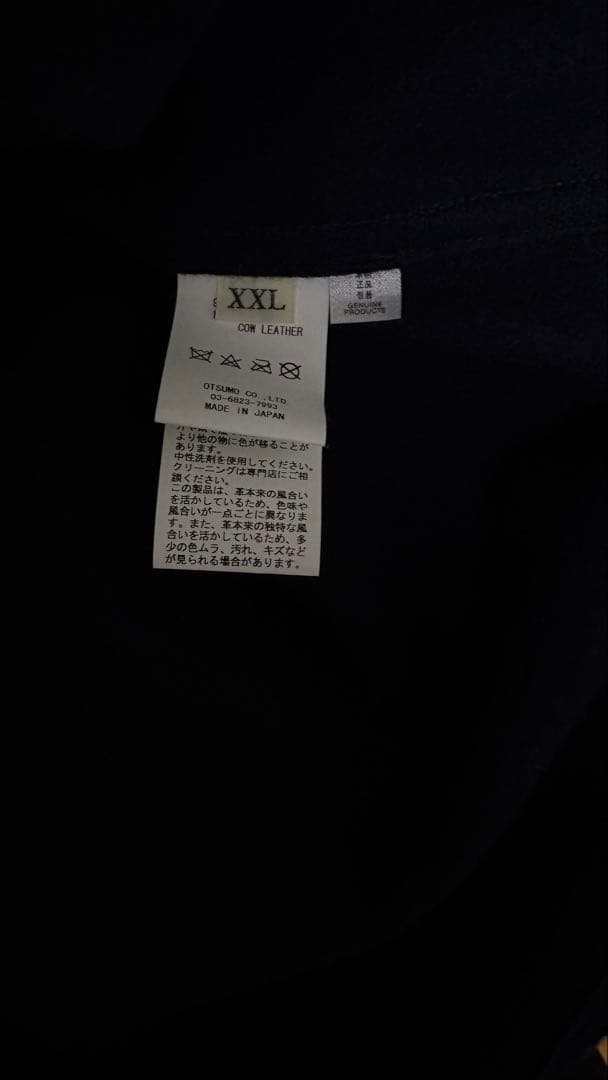 XXL
COW LEATHER
OTSUMO CO.,LTD.
03-6823-7993
MADE IN JAPAN
正品
정품
GENUINE
PRODUCTS
より他の物に色が移ることが
あります。
中性洗剤を使用してください。
クリーニングは専門店にご相
談ください。
この製品は、革本来の風合い
を活かしているため、色味や
風合いが一点ごとに異なりま
す。また、革本来の独特な風
合いを活かしているため、多
少の色ムラ、汚れ、キズなど
が見られる場合があります。